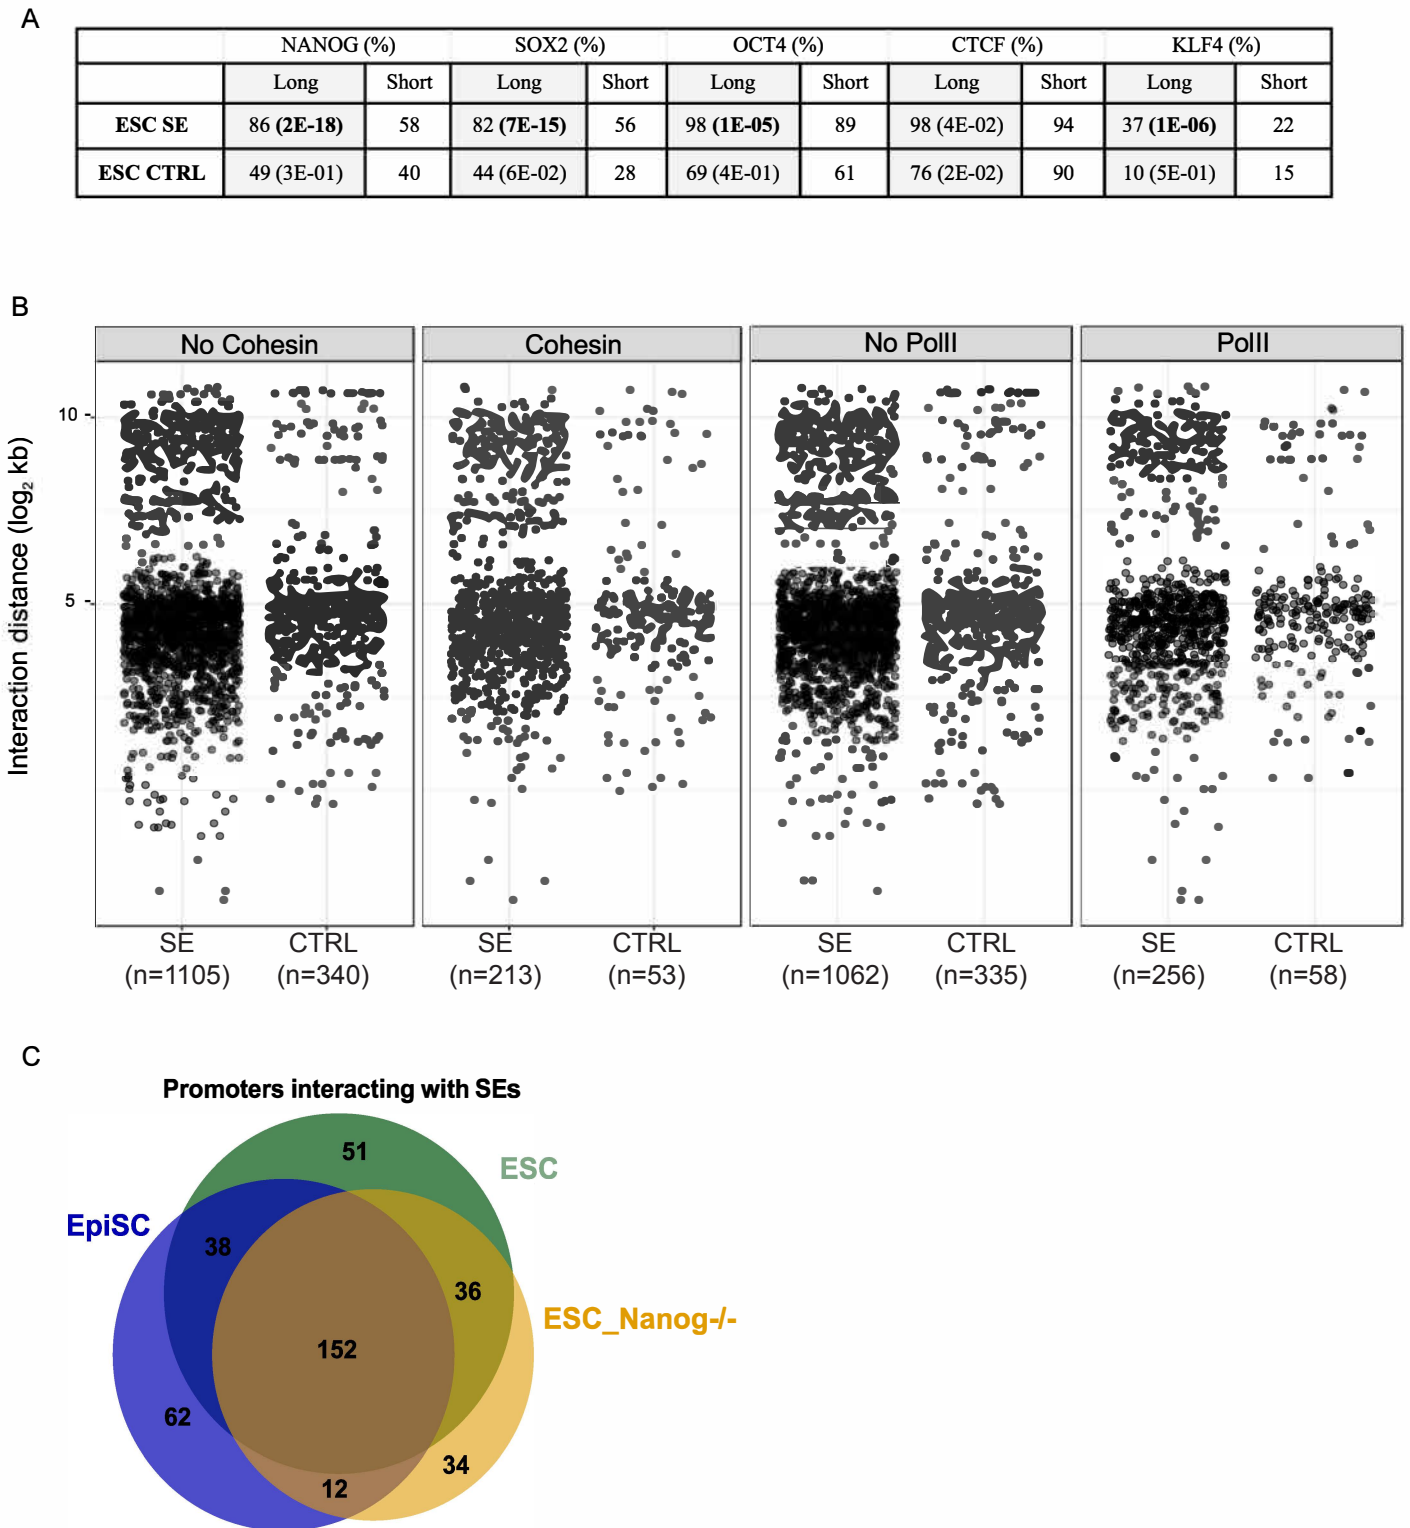 A
NANOG (%) SOX2 (%) OCT4 (%) CTCF (%) KLF4 (%)
Long Short Long Short Long Short Long Short Long Short
ESC SE 86 (2E-18) 58 82 (7E-15) 56 98 (1E-05) 89 98 (4E-02) 94 37 (1E-06) 22
ESC CTRL 49 (3E-01) 40 44 (6E-02) 28 69 (4E-01) 61 76 (2E-02) 90 10 (5E-01) 15
B
No Cohesin Cohesin No PolII PolII
Interaction distance (log₂ kb)
10
5
SE CTRL SE CTRL SE CTRL SE CTRL
(n=1105) (n=340) (n=213) (n=53) (n=1062) (n=335) (n=256) (n=58)
C
Promoters interacting with SEs
51
ESC
EpiSC
38
36
ESC_Nanog-/-
152
62
34
12